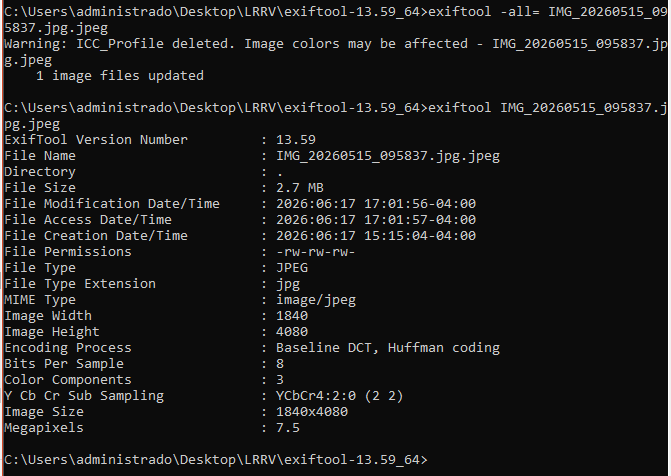 C:\Users\administrado\Desktop\LRRV\exiftool-13.59_64>exiftool -all= IMG_20260515_09
5837.jpg.jpeg
Warning: ICC_Profile deleted. Image colors may be affected - IMG_20260515_095837.jp
g.jpeg
    1 image files updated
C:\Users\administrado\Desktop\LRRV\exiftool-13.59_64>exiftool IMG_20260515_095837.j
pg.jpeg
ExifTool Version Number         : 13.59
File Name                       : IMG_20260515_095837.jpg.jpeg
Directory                       : .
File Size                       : 2.7 MB
File Modification Date/Time     : 2026:06:17 17:01:56-04:00
File Access Date/Time           : 2026:06:17 17:01:57-04:00
File Creation Date/Time         : 2026:06:17 15:15:04-04:00
File Permissions                : -rw-rw-rw-
File Type                       : JPEG
File Type Extension             : jpg
MIME Type                       : image/jpeg
Image Width                     : 1840
Image Height                    : 4080
Encoding Process                : Baseline DCT, Huffman coding
Bits Per Sample                 : 8
Color Components                : 3
Y Cb Cr Sub Sampling            : YCbCr4:2:0 (2 2)
Image Size                      : 1840x4080
Megapixels                      : 7.5
C:\Users\administrado\Desktop\LRRV\exiftool-13.59_64>